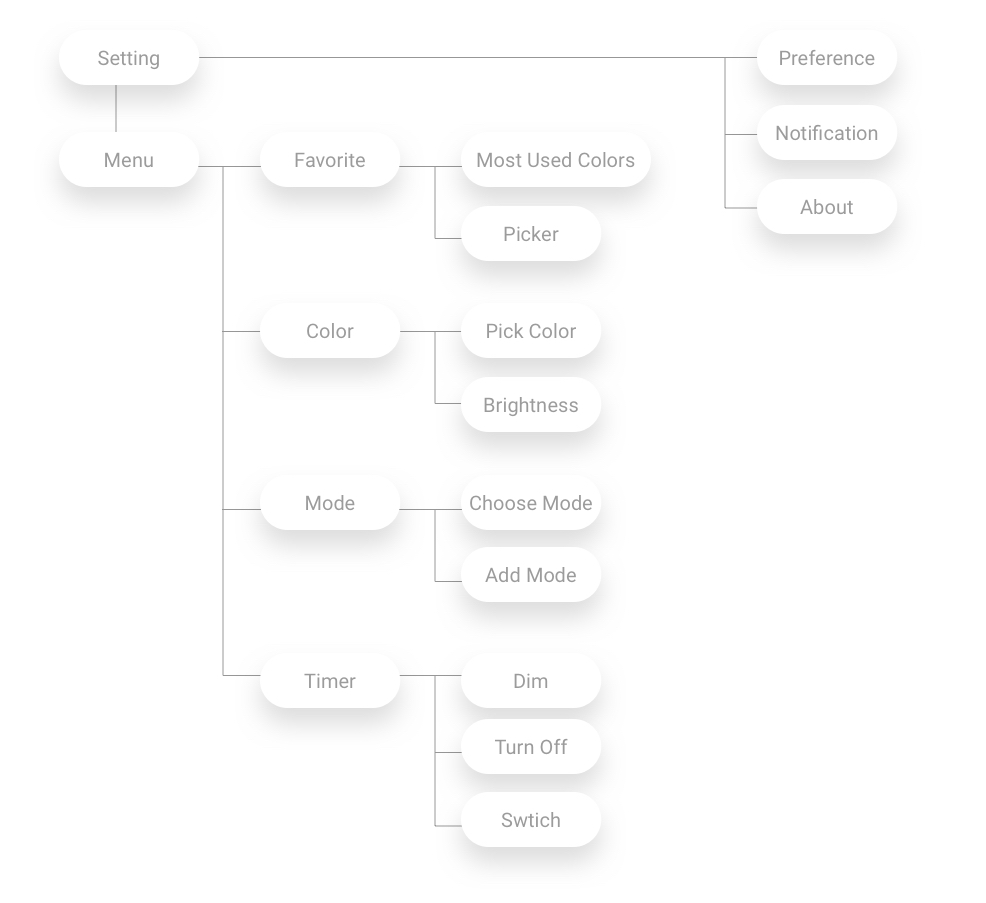 Setting
Preference
Notification
Menu
Favorite
Most Used Colors
About
Picker
Color
Pick Color
Brightness
Mode
Choose Mode
Add Mode
Timer
Dim
Turn Off
Swtich